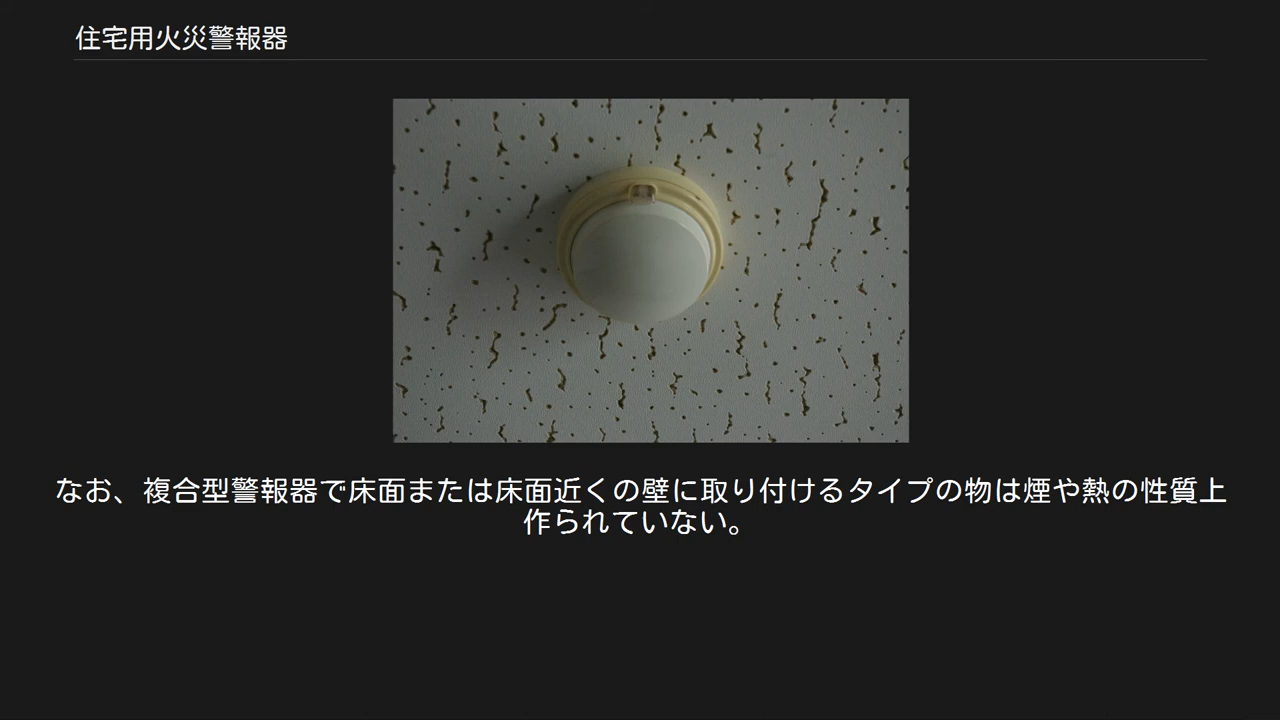 住宅用火災警報器
なお、複合型警報器で床面または床面近くの壁に取り付けるタイプの物は煙や熱の性質上
作られていない。